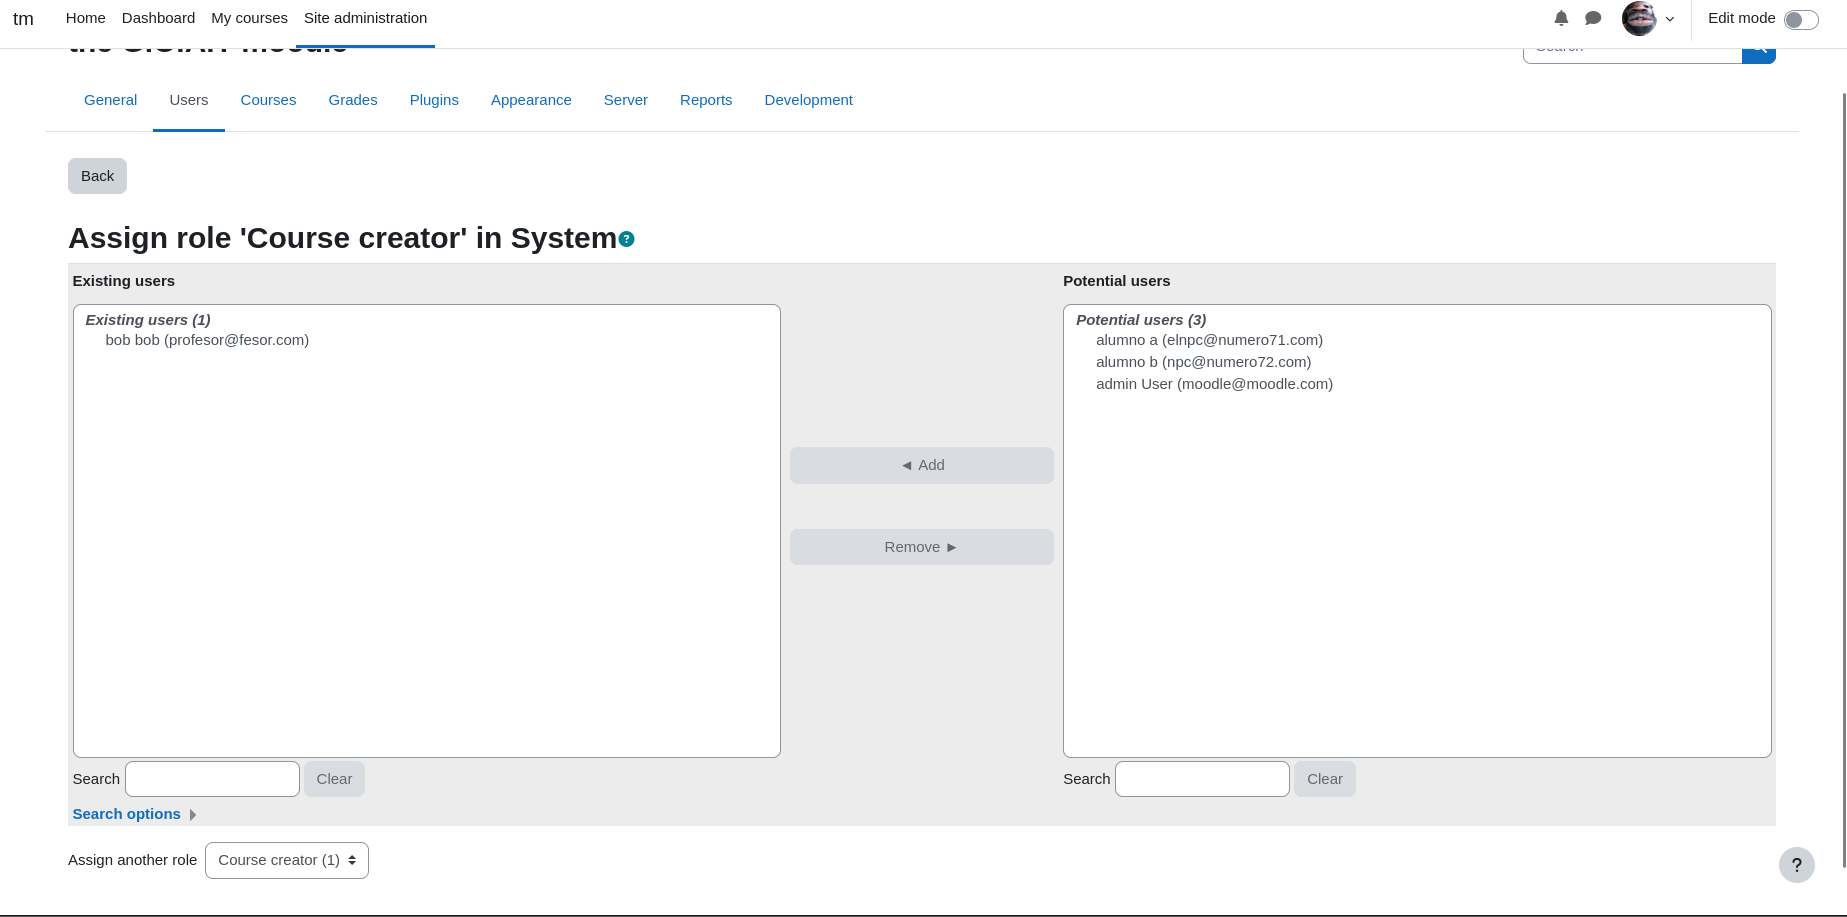 tm Home Dashboard My courses Site administration Edit mode
General Users Courses Grades Plugins Appearance Server Reports Development
Back
Assign role 'Course creator' in System
Existing users
Existing users (1)
bob bob (profesor@fesor.com)
◄ Add
Remove ►
Potential users
Potential users (3)
alumno a (elnpc@numero71.com)
alumno b (npc@numero72.com)
admin User (moodle@moodle.com)
Search Clear
Search Clear
Search options
Assign another role Course creator (1)
?